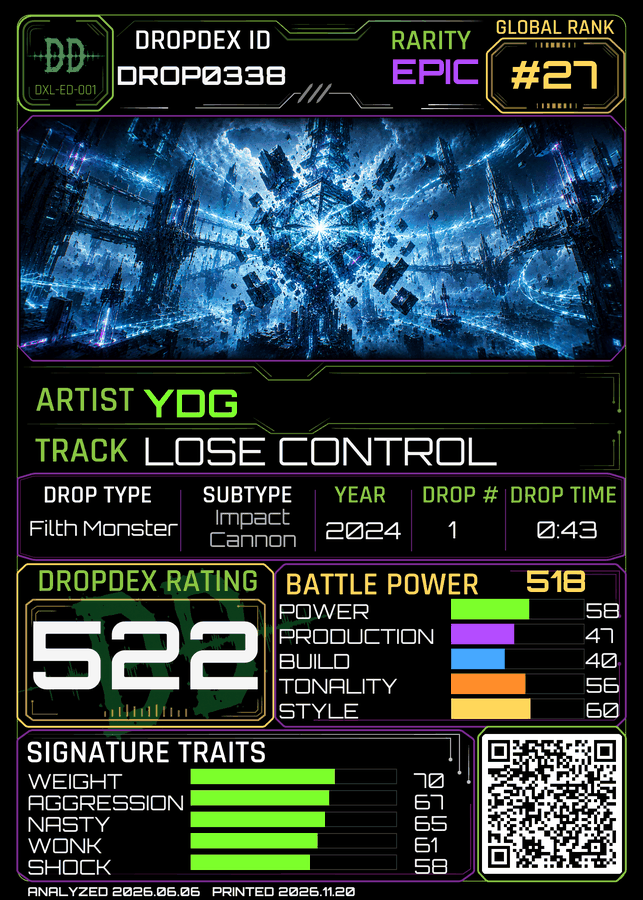 DD
DXL-ED-001
DROPDEX ID
DROP0338
RARITY
EPIC
GLOBAL RANK
#27
ARTIST YDG
TRACK LOSE CONTROL
DROP TYPE
Filth Monster
SUBTYPE
Impact
Cannon
YEAR
2024
DROP #
1
DROP TIME
0:43
DROPDEX RATING
522
BATTLE POWER 518
POWER 58
PRODUCTION 47
BUILD 40
TONALITY 56
STYLE 60
SIGNATURE TRAITS
WEIGHT 70
AGGRESSION 67
NASTY 65
WONK 61
SHOCK 58
ANALYZED 2026.06.06 PRINTED 2026.11.20